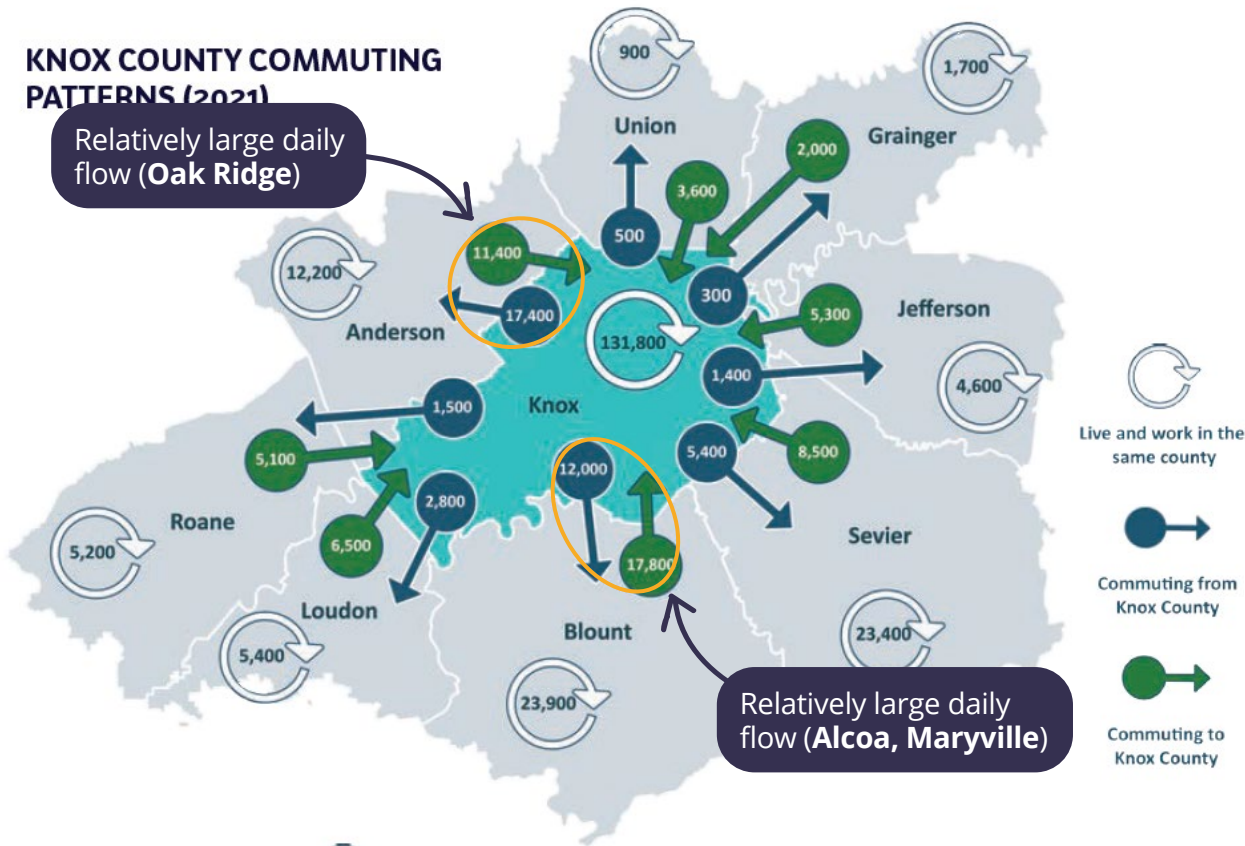 KNOX COUNTY COMMUTING
PATTERNS (2021)
Relatively large daily
flow (Oak Ridge)
900
Union
1,700
Grainger
2,000
3,600
500
11,400
12,200
17,400
Anderson
300
5,300
Jefferson
131,800
1,400
4,600
Knox
1,500
5,100
12,000
5,400
8,500
2,800
Roane
5,200
6,500
17,800
Sevier
Loudon
5,400
Blount
23,400
23,900
Relatively large daily
flow (Alcoa, Maryville)
Live and work in the
same county
Commuting from
Knox County
Commuting to
Knox County